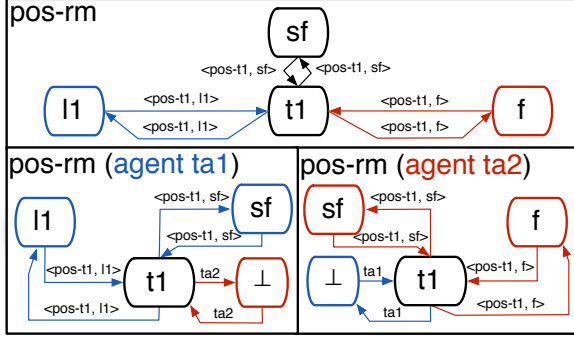 pos-rm
sf
<pos-t1, sf> <pos-t1, sf>
l1 <pos-t1, l1> t1 <pos-t1, f> f
<pos-t1, l1> <pos-t1, f>
pos-rm (agent ta1)
l1
<pos-t1, sf>
sf
<pos-t1, sf>
<pos-t1, l1>
t1
ta2
⊥
<pos-t1, l1>
ta2
pos-rm (agent ta2)
sf
<pos-t1, sf>
f
<pos-t1, sf>
⊥
ta1
t1
<pos-t1, f>
<pos-t1, f>
ta1